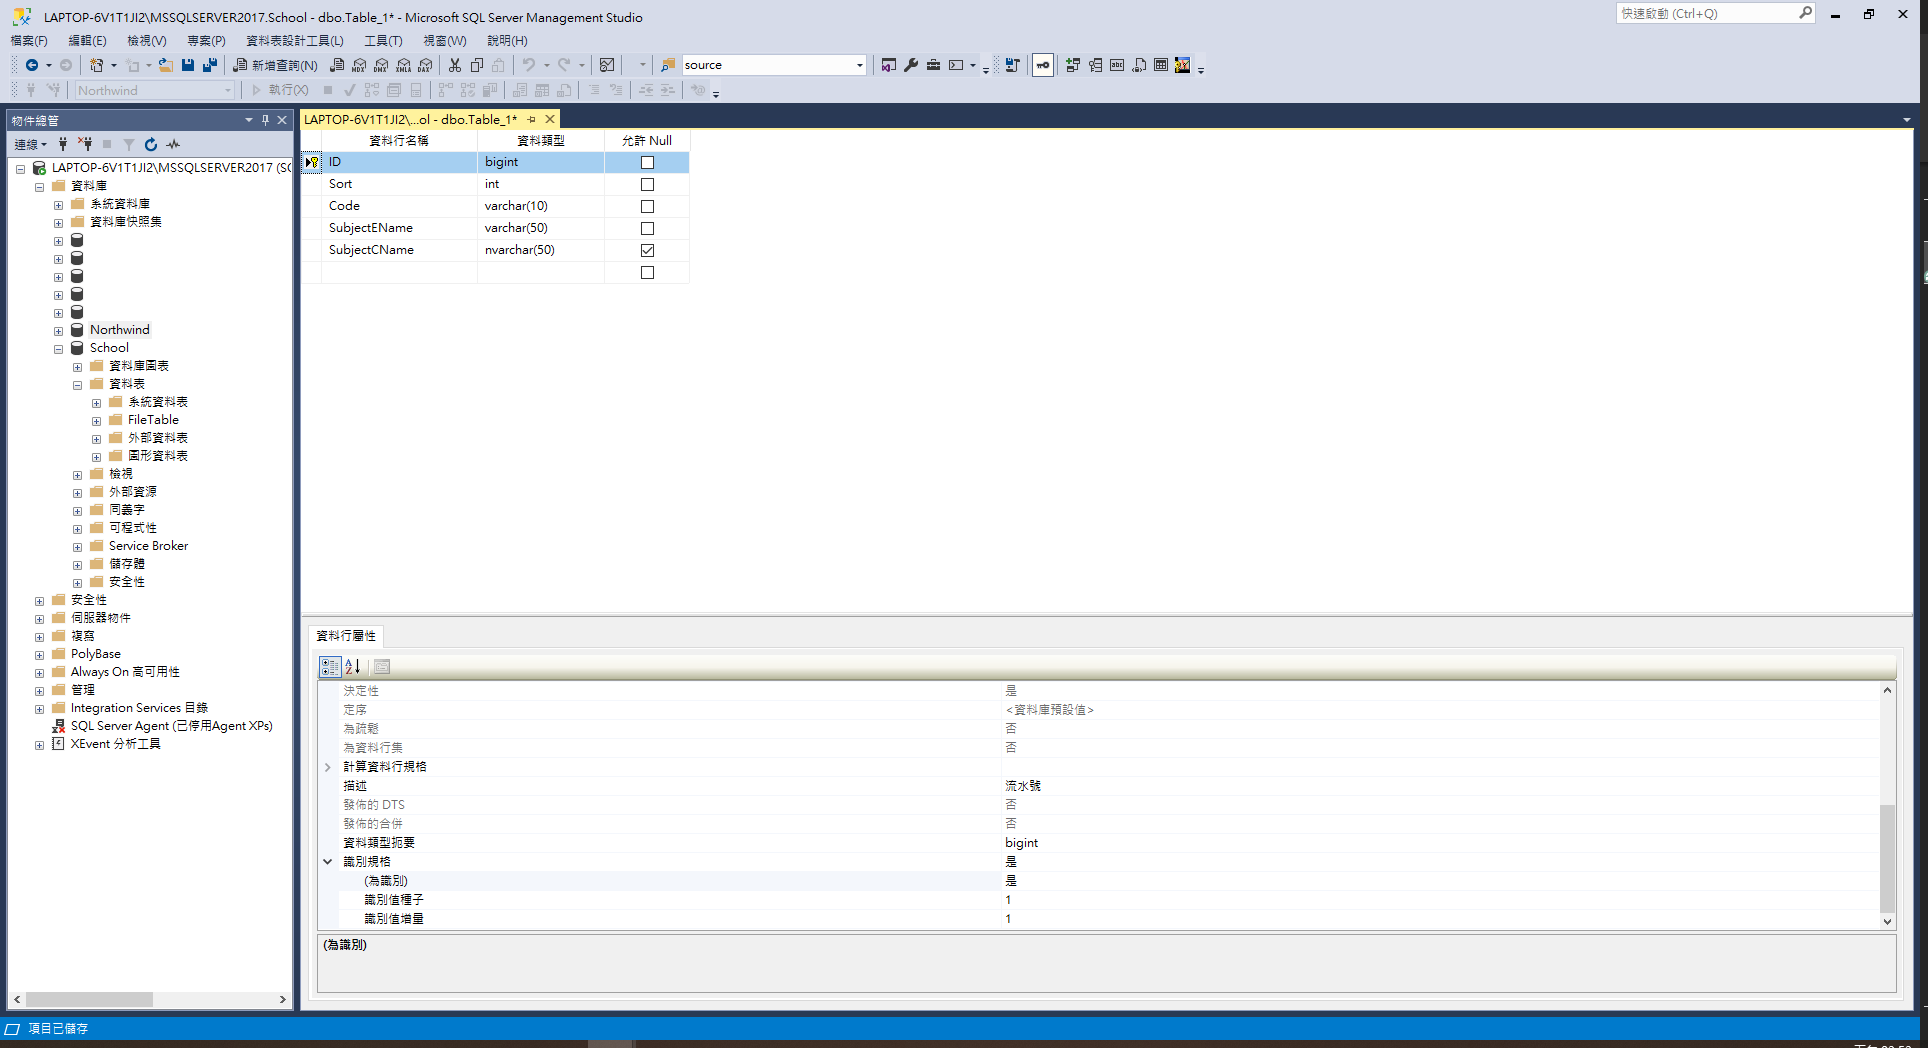 LAPTOP-6V1T1JI2\MSSQLSERVER2017.School - dbo.Table_1* - Microsoft SQL Server Management Studio
快速啟動 (Ctrl+Q)
檔案(F) 編輯(E) 檢視(V) 專案(P) 資料表設計工具(L) 工具(T) 視窗(W) 說明(H)
新增查詢(N) MDX DMX XMLA DAX source
Northwind 執行(X)
物件總管
連線
LAPTOP-6V1T1JI2\MSSQLSERVER2017 (SQ
資料庫
系統資料庫
資料庫快照集
Northwind
School
資料庫圖表
資料表
系統資料表
FileTable
外部資料表
圖形資料表
檢視
外部資源
同義字
可程式性
Service Broker
儲存體
安全性
安全性
伺服器物件
複寫
PolyBase
Always On 高可用性
管理
Integration Services 目錄
SQL Server Agent (已停用Agent XPs)
XEvent 分析工具
LAPTOP-6V1T1JI2\...ol - dbo.Table_1*
資料行名稱 資料類型 允許 Null
ID bigint
Sort int
Code varchar(10)
SubjectEName varchar(50)
SubjectCName nvarchar(50)
資料行屬性
決定性 是
定序 <資料庫預設值>
為疏鬆 否
為資料行集 否
計算資料行規格
描述 流水號
發佈的 DTS 否
發佈的合併 否
資料類型扼要 bigint
識別規格 是
(為識別) 是
識別值種子 1
識別值增量 1
(為識別)
項目已儲存